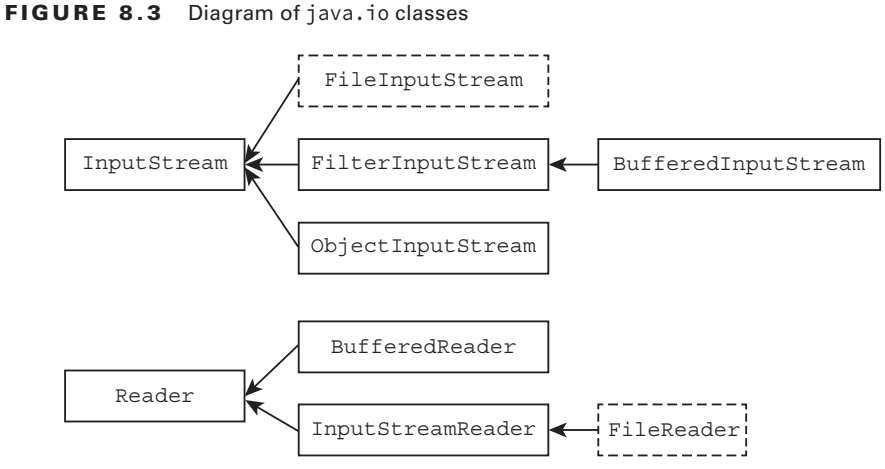 FIGURE 8.3 Diagram of java.io classes
FileInputStream
InputStream
FilterInputStream
BufferedInputStream
ObjectInputStream
BufferedReader
Reader
InputStreamReader
FileReader